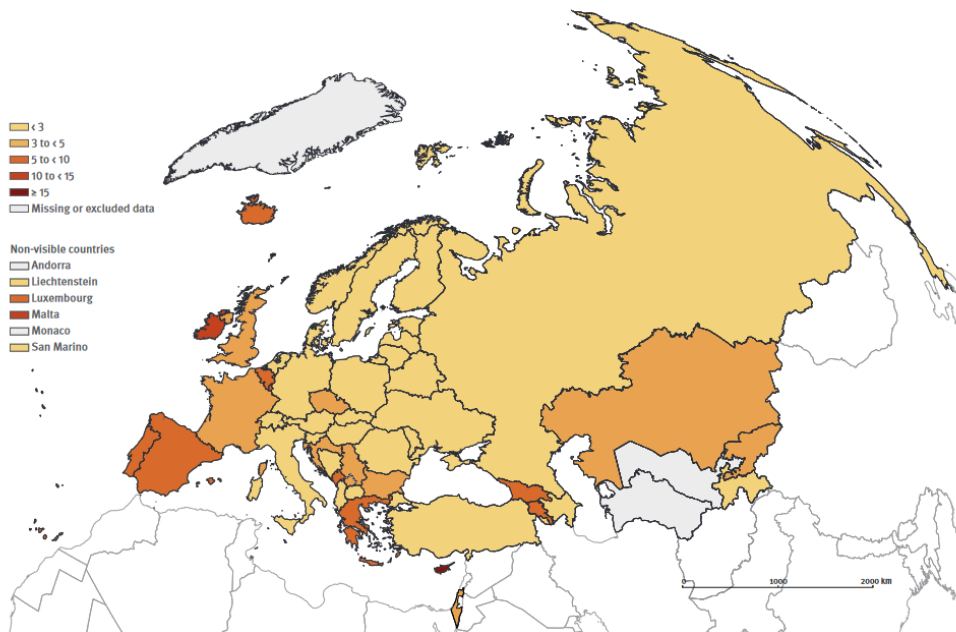 < 3
3 to < 5
5 to < 10
10 to < 15
≥ 15
Missing or excluded data
Non-visible countries
Andorra
Liechtenstein
Luxembourg
Malta
Monaco
San Marino
0 1000 2000 km